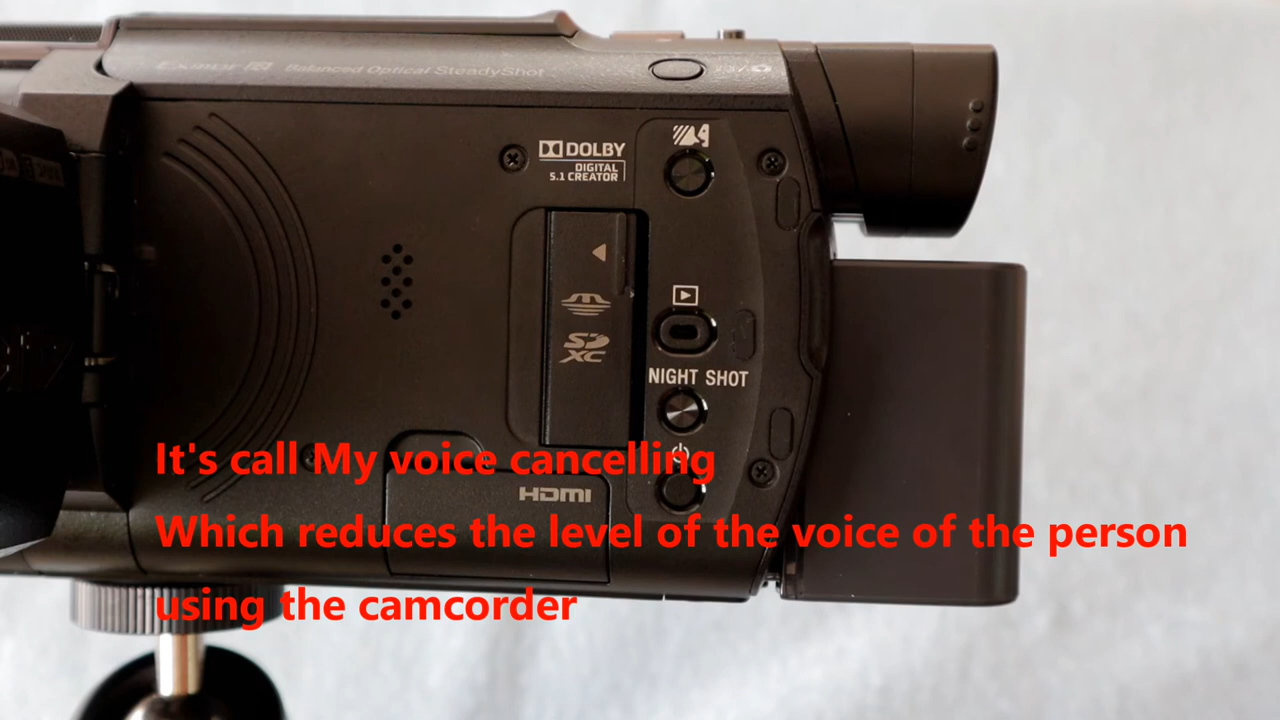 Exmor R Balanced Optical SteadyShot
DOLBY
DIGITAL
5.1 CREATOR
SD
XC
NIGHT SHOT
HDMI
It's call My voice cancelling
Which reduces the level of the voice of the person
using the camcorder